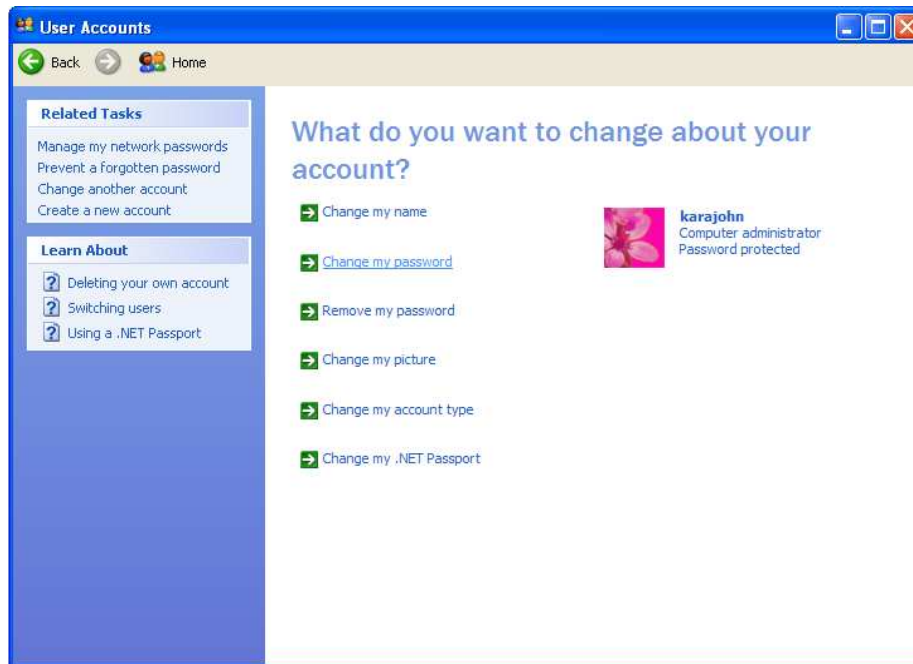 User Accounts
Back
Home
Related Tasks
Manage my network passwords
Prevent a forgotten password
Change another account
Create a new account
Learn About
Deleting your own account
Switching users
Using a .NET Passport
What do you want to change about your
account?
Change my name
Change my password
Remove my password
Change my picture
Change my account type
Change my .NET Passport
karajohn
Computer administrator
Password protected